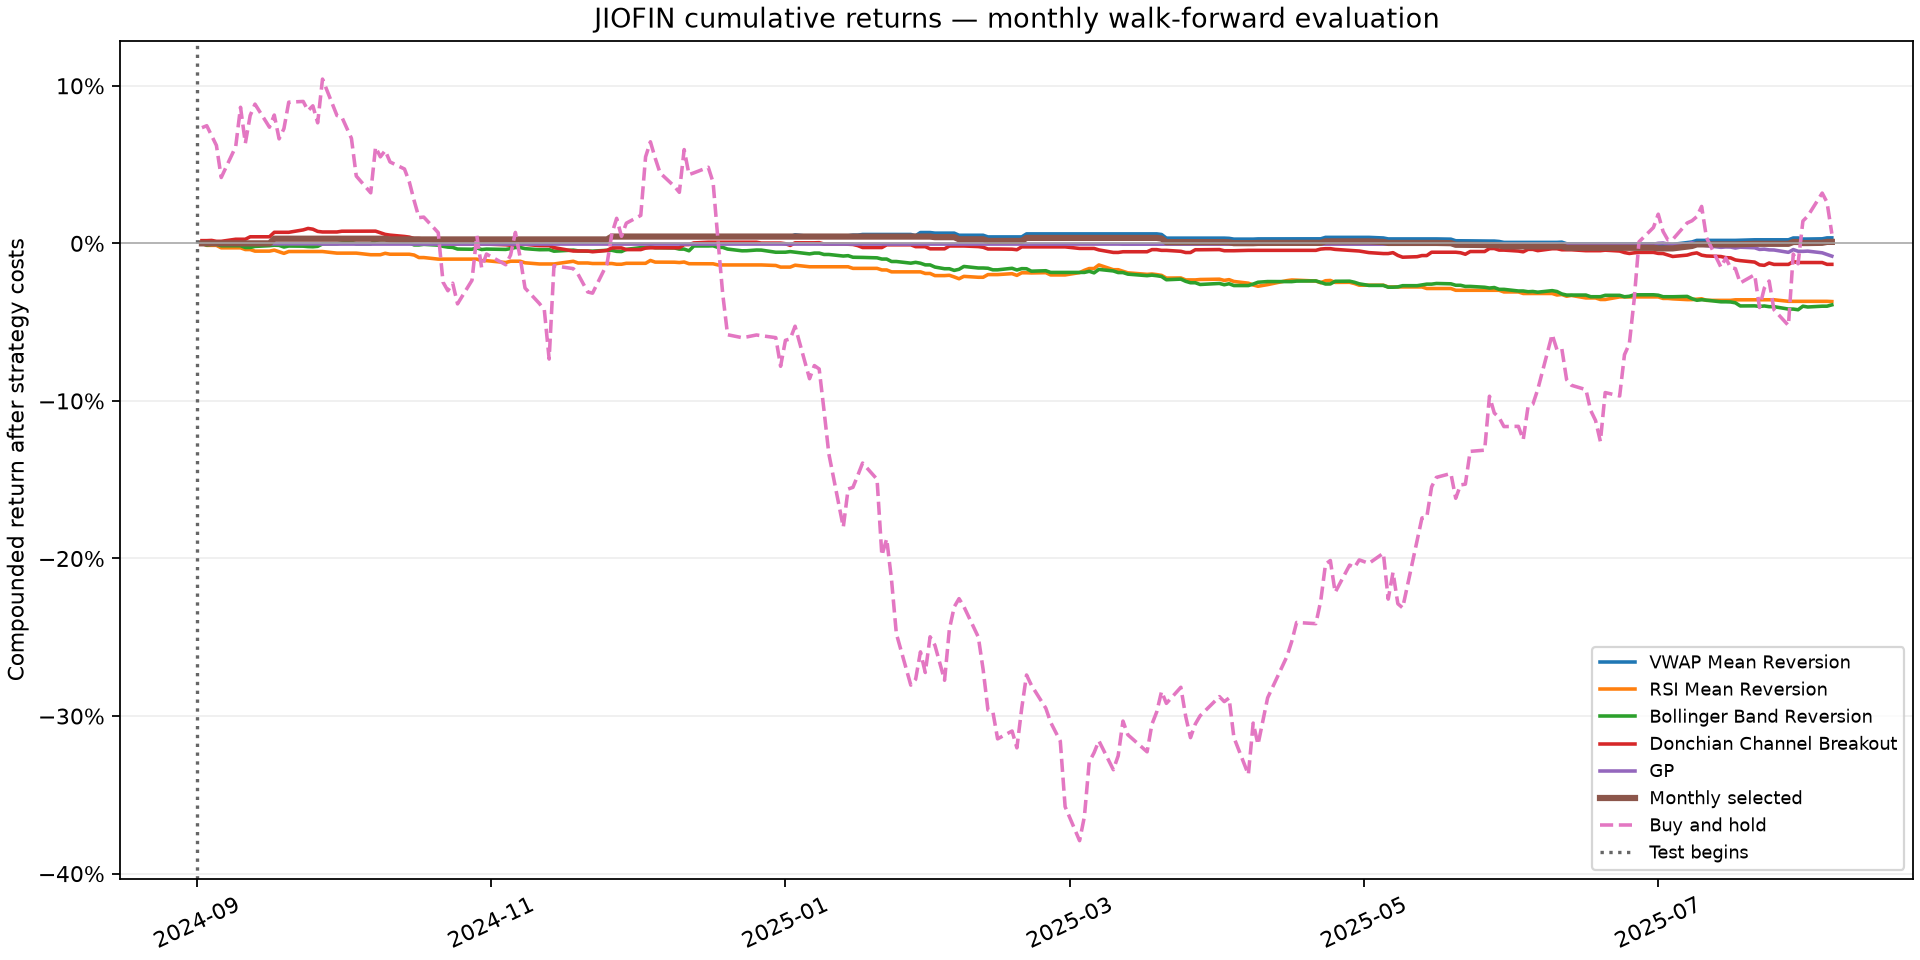 JIOFIN cumulative returns — monthly walk-forward evaluation
Compounded return after strategy costs
10%
0%
−10%
−20%
−30%
−40%
2024-09
2024-11
2025-01
2025-03
2025-05
2025-07
VWAP Mean Reversion
RSI Mean Reversion
Bollinger Band Reversion
Donchian Channel Breakout
GP
Monthly selected
Buy and hold
Test begins